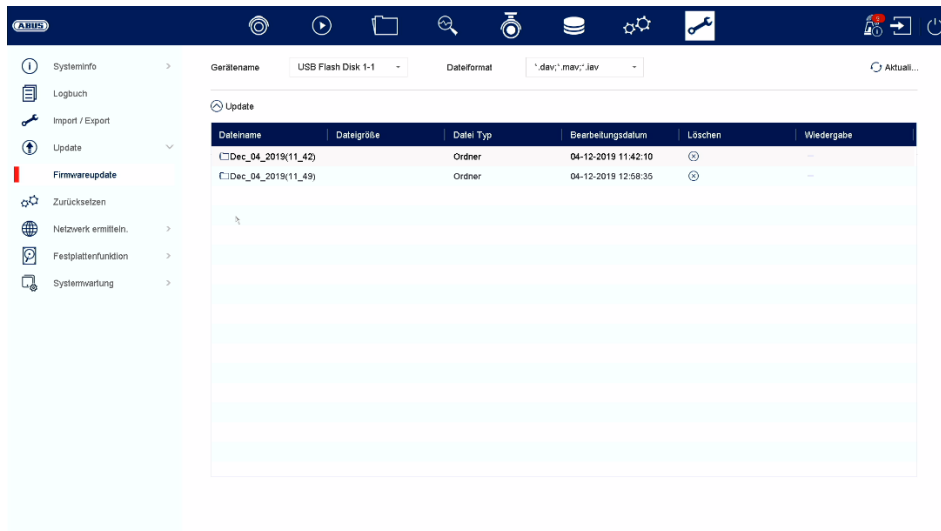 ABUS
9
Systeminfo
Logbuch
Import / Export
Update
Firmwareupdate
Zurücksetzen
Netzwerk ermitteln.
Festplattenfunktion
Systemwartung
Gerätename USB Flash Disk 1-1 Dateiformat *.dav;*.mav;*.iav Aktuali...
Update
Dateiname Dateigröße Datei Typ Bearbeitungsdatum Löschen Wiedergabe
Dec_04_2019(11_42) Ordner 04-12-2019 11:42:10 –
Dec_04_2019(11_49) Ordner 04-12-2019 12:58:35 –